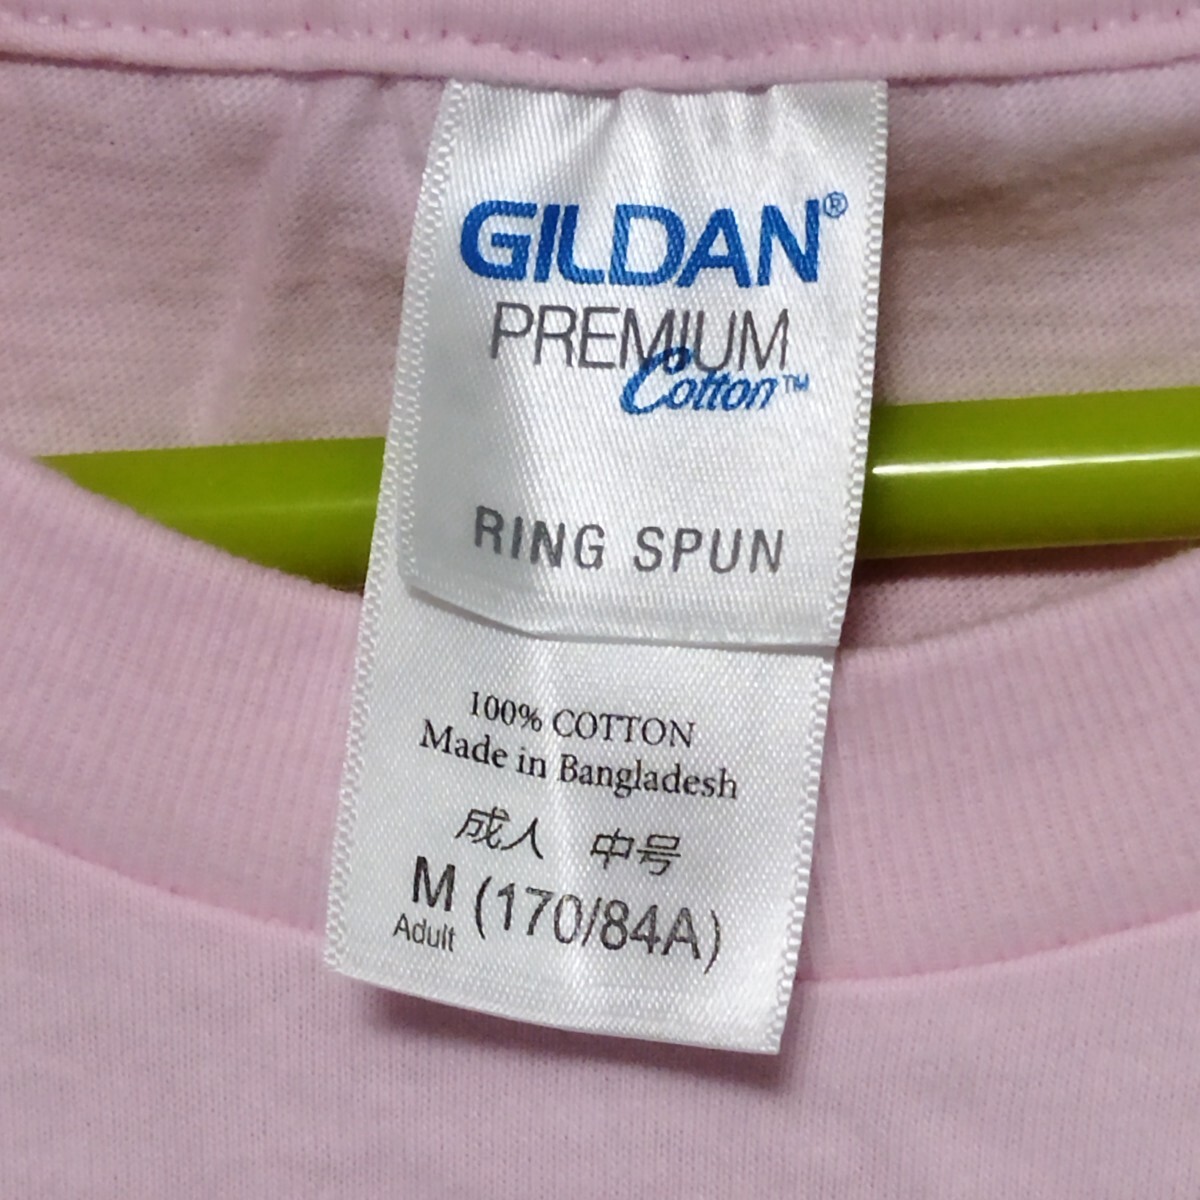 GILDAN®
PREMIUM
Cotton™
RING SPUN
100% COTTON
Made in Bangladesh
成人 中号
M (170/84A)
Adult